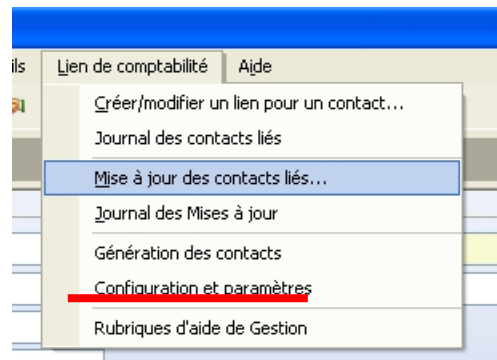 ils Lien de comptabilité Aide
Créer/modifier un lien pour un contact...
Journal des contacts liés
Mise à jour des contacts liés...
Journal des Mises à jour
Génération des contacts
Configuration et paramètres
Rubriques d'aide de Gestion